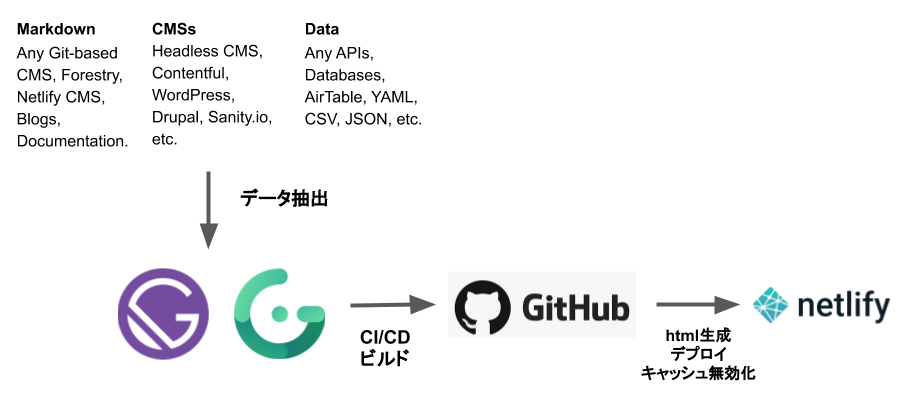 Markdown
Any Git-based
CMS, Forestry,
Netlify CMS,
Blogs,
Documentation.
CMSs
Headless CMS,
Contentful,
WordPress,
Drupal, Sanity.io,
etc.
Data
Any APIs,
Databases,
AirTable, YAML,
CSV, JSON, etc.
データ抽出
CI/CD
ビルド
GitHub
html生成
デプロイ
キャッシュ無効化
netlify